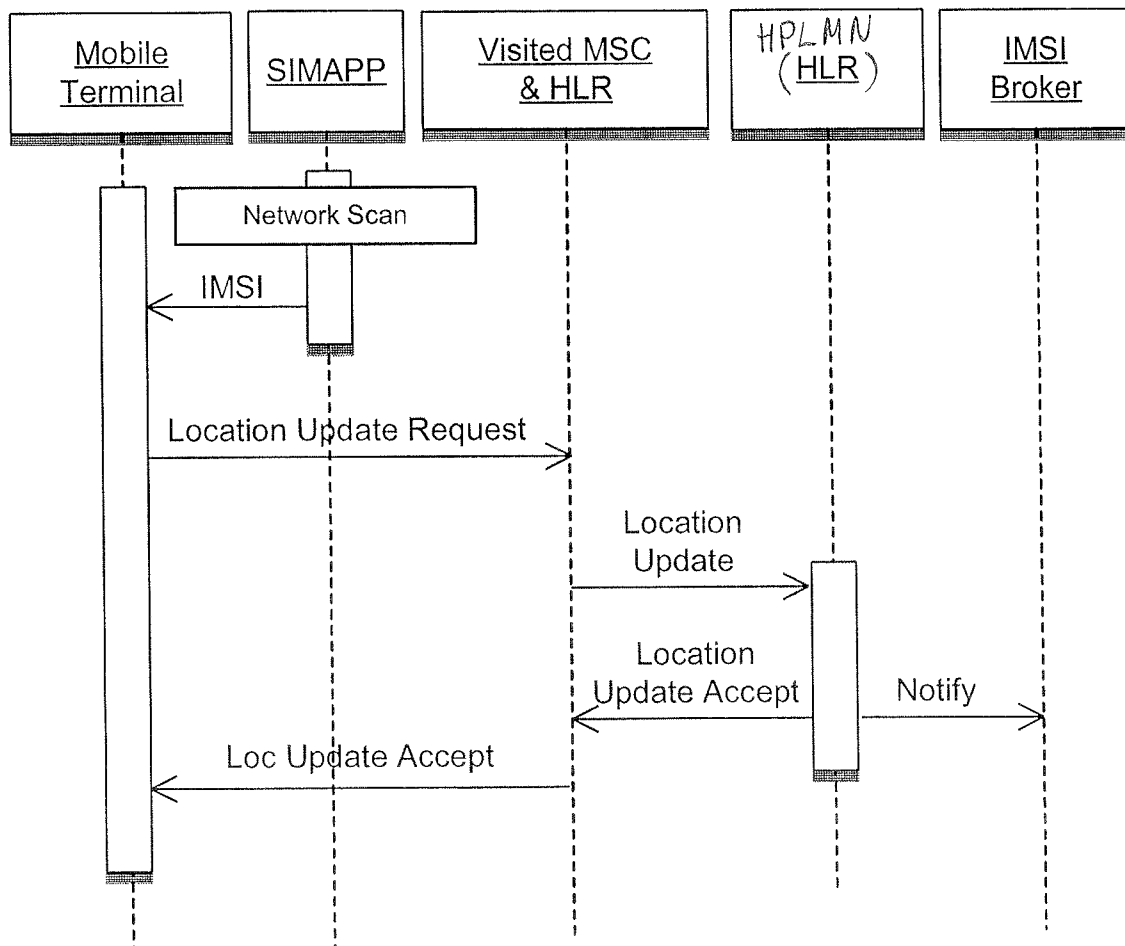 Mobile
Terminal
SIMAPP
Visited MSC
& HLR
HPLMN
(HLR)
IMSI
Broker
Network Scan
IMSI
Location Update Request
Location
Update
Location
Update Accept
Notify
Loc Update Accept